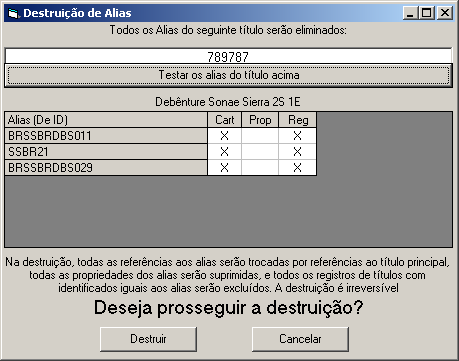 Destruição de Alias
Todos os Alias do seguinte título serão eliminados:
789787
Testar os alias do título acima
Debênture Sonae Sierra 2S 1E
Alias (De ID) Cart Prop Reg
BRSSBRDBS011 X X
SSBR21 X X
BRSSBRDBS029 X X
Na destruição, todas as referências aos alias serão trocadas por referências ao título principal,
todas as propriedades dos alias serão suprimidas, e todos os registros de títulos com
identificados iguais aos alias serão excluídos. A destruição é irreversível
Deseja prosseguir a destruição?
Destruir Cancelar